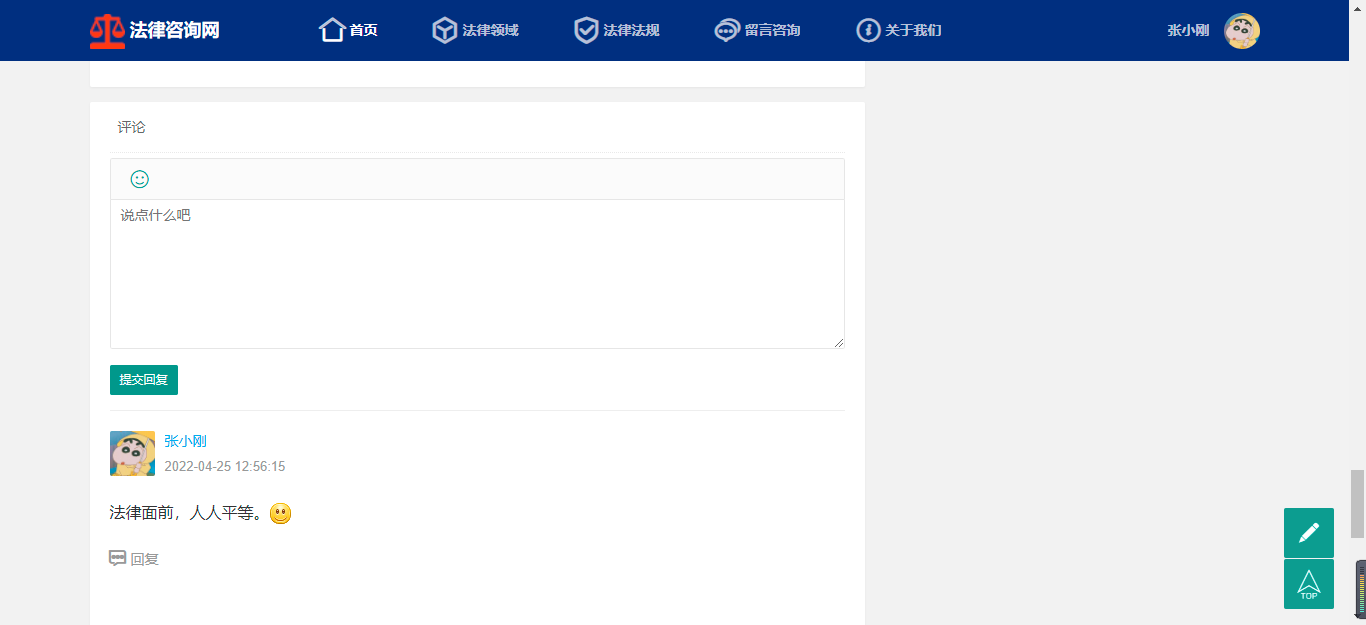 法律咨询网
首页
法律领域
法律法规
留言咨询
关于我们
张小刚
评论
说点什么吧
提交回复
张小刚
2022-04-25 12:56:15
法律面前，人人平等。
回复
TOP